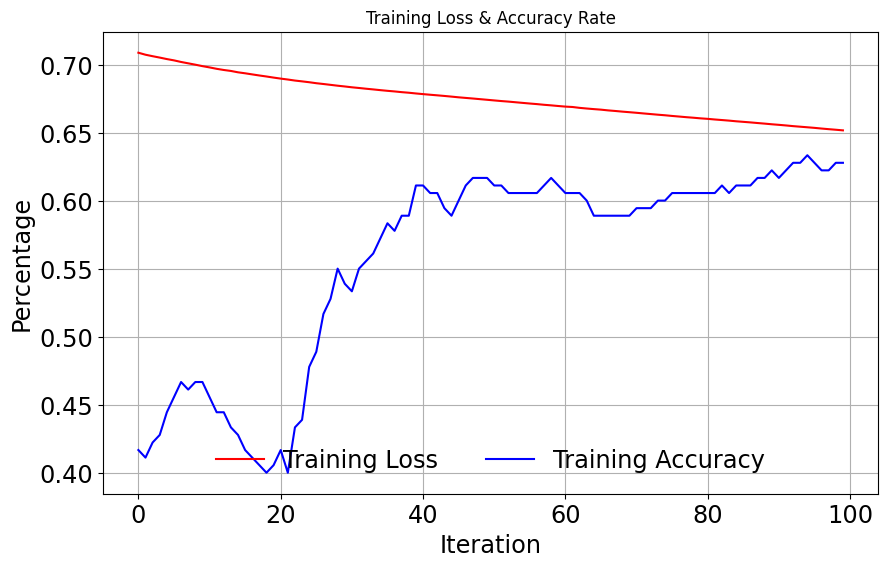 Training Loss & Accuracy Rate
0.70
0.65
0.60
0.55
0.50
0.45
0.40
Percentage
Training Loss Training Accuracy
0 20 40 60 80 100
Iteration